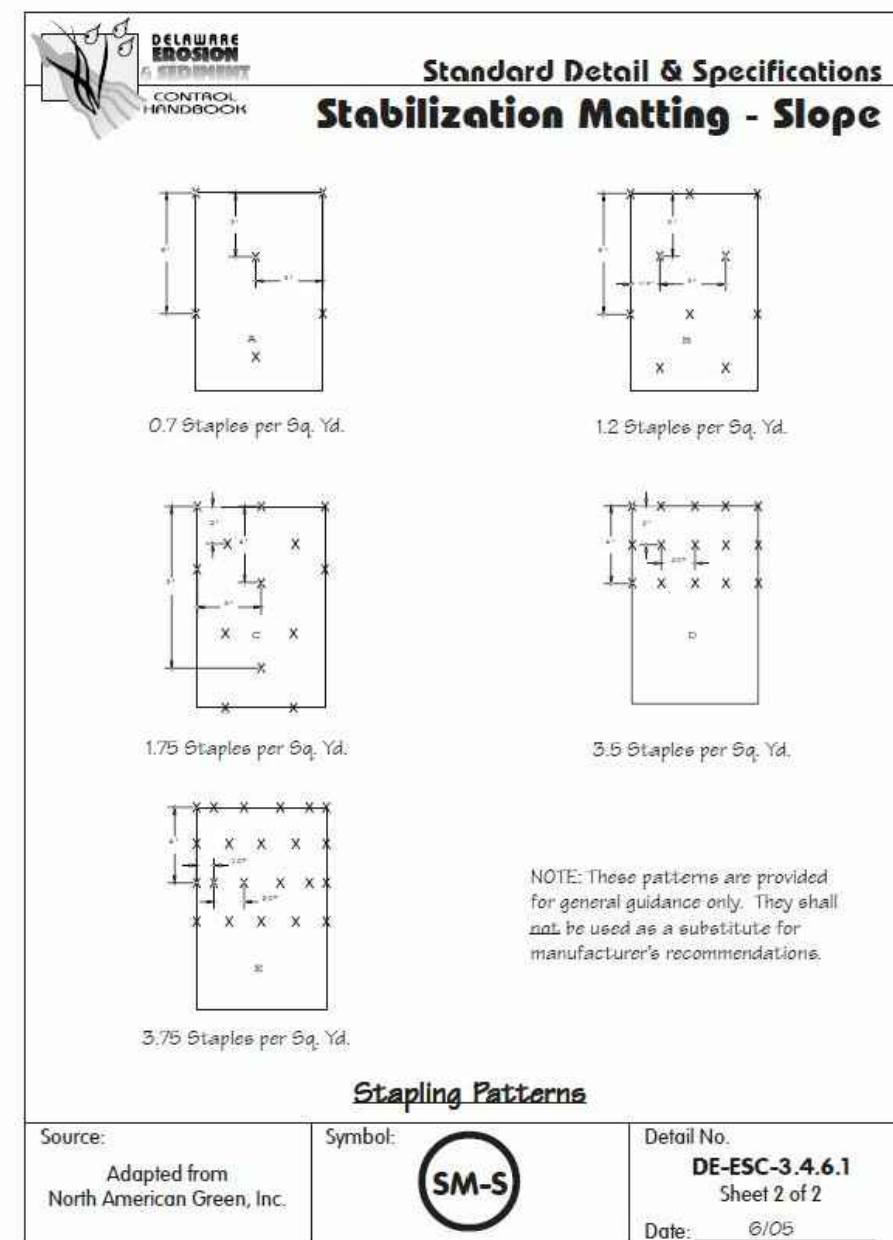 DELAWARE
EROSION
& SEDIMENT
CONTROL
HANDBOOK
Standard Detail & Specifications
Stabilization Matting - Slope
A
0.7 Staples per Sq. Yd.
B
1.2 Staples per Sq. Yd.
C
1.75 Staples per Sq. Yd.
D
3.5 Staples per Sq. Yd.
E
3.75 Staples per Sq. Yd.
NOTE: These patterns are provided
for general guidance only. They shall
not be used as a substitute for
manufacturer's recommendations.
Stapling Patterns
Source:
Adapted from
North American Green, Inc.
Symbol:
SM-S
Detail No.
DE-ESC-3.4.6.1
Sheet 2 of 2
Date: 6/05